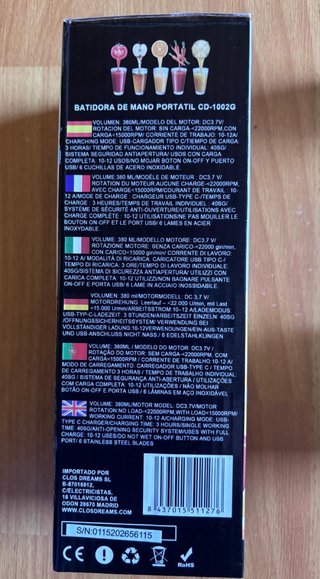 BATIDORA DE MANO PORTATIL CD-1002G
VOLUMEN: 380ML/MODELO DEL MOTOR: DC3.7V/
ROTACION DEL MOTOR: SIN CARGA-<22000RPM,CON
CARGA<15000RPM/ CORRIENTE DE TRABAJO: 10-12A/
CHARCHING MODE: USB-CARGADOR TIPO C/TIEMPO DE CARGA:
3 HORAS/ TIEMPO DE FUNCIONAMIENTO INDIVIDUAL: 40SG/
SISTEMA SEGURIDAD ANTIAPERTURA/ USOS CON CARGA
COMPLETA: 10-12 USOS/NO MOJAR BOTON ON-OFF Y PUERTO
USB/ 6 CUCHILLAS DE ACERO INOXIDABLE.
VOLUME:380 ML/MODÈLE DE MOTEUR : DC3,7 V/
ROTATION DU MOTEUR:AUCUNE CHARGE-<22000RPM,
AVEC CHARGE<15000RPM/COURANT DE TRAVAIL : 10-
12 A/MODE DE CHARGE : CHARGEUR USB-TYPE C-/TEMPS DE
CHARGE : 3 HEURES/TEMPS DE TRAVAIL INDIVIDUEL : 40SG/
SYSTÈME DE SÉCURITÉ ANTI-OUVERTURE/UTILISATIONS AVEC
CHARGE COMPLÈTE : 10-12 UTILISATIONS/NE PAS MOUILLER LE
BOUTON ON-OFF ET LE PORT USB/ 6 LAMES EN ACIER
INOXYDABLE.
VOLUME: 380 ml/MODELLO MOTORE: DC3,7 V/
ROTAZIONE MOTORE: SENZA CARICO-<22000 giri/min,
CON CARICO-15000 giri/min/ CORRENTE DI LAVORO:
10-12 A/ MODALITÀ DI RICARICA: CARICATORE USB TIPO C/
TEMPO DI RICARICA: 3 ORE/TEMPO DI LAVORO INDIVIDUALE:
40SG/SISTEMA DI SICUREZZA ANTIAPERTURA/ UTILIZZI CON
CARICA COMPLETA: 10-12 UTILIZZI/NON BAGNARE PULSANTE
ON-OFF E PORTA USB/ 6 LAME IN ACCIAIO INOSSIDABILE.
VOLUMEN: 380 ml/MOTORMODELL: DC 3,7 V/
MOTORDREHUNG: Leerlauf – <22 000 U/min, mit Last
<15 000 U/min/ARBEITSSTROM: 10-12 A/LADEMODUS:
USB-TYP-C-LADEZEIT: 3 STUNDEN/ARBEITSZEIT EINZELN: 40SG
/ÖFFNUNGSSICHERHEITSSYSTEM/ VERWENDUNG BEI
VOLLSTÄNDIGER LADUNG:10-12VERWENDUNGEN/EIN-AUS-TASTE
UND USB-ANSCHLUSS NICHT NASS / 6 EDELSTAHLKLINGEN
VOLUME: 380ML / MODELO DO MOTOR: DC3.7V /
ROTAÇÃO DO MOTOR: SEM CARGA<22000RPM, COM
CARGA<15000RPM / CORRENTE DE TRABALHO:10-12 A/
MODO DE CARREGAMENTO: CARREGADOR USB-TYPE C / TEMPO
DE CARREGAMENTO 3 HORAS / TEMPO DE TRABALHO INDIVIDUAL:
40SG / SISTEMA DE SEGURANÇA ANTI-ABERTURA / UTILIZAÇÕES
COM CARGA COMPLETA: 10-12 UTILIZAÇÕES / NÃO MOLHAR
BOTÃO ON-OFF E PORTA USB / 6 LÂMINAS EM AÇO INOXIDÁVEL.
VOLUME: 380ML/MOTOR MODEL: DC3.7V/MOTOR
ROTATION:NO LOAD-<22000RPM,WITH LOAD<15000RPM/
WORKING CURRENT: 10-12 A/CHARGING MODE: USB-
TYPE C CHARGER/CHARGING TIME: 3 HOURS/SINGLE WORKING
TIME: 40SG/ANTI-OPENING SECURITY SYSTEM/USES WITH FULL
CHARGE: 10-12 USES/DO NOT WET ON-OFF BUTTON AND USB
PORT/ 6 STAINLESS STEEL BLADES
IMPORTADO POR
CLOS DREAMS SL
B-87015812,
C/ELECTRICISTAS,
18 VILLAVICIOSA DE
ODON 28670 MADRID
WWW.CLOSDREAMS.COM
8 437015 511276
S/N:0115202656115
CE
RoHS